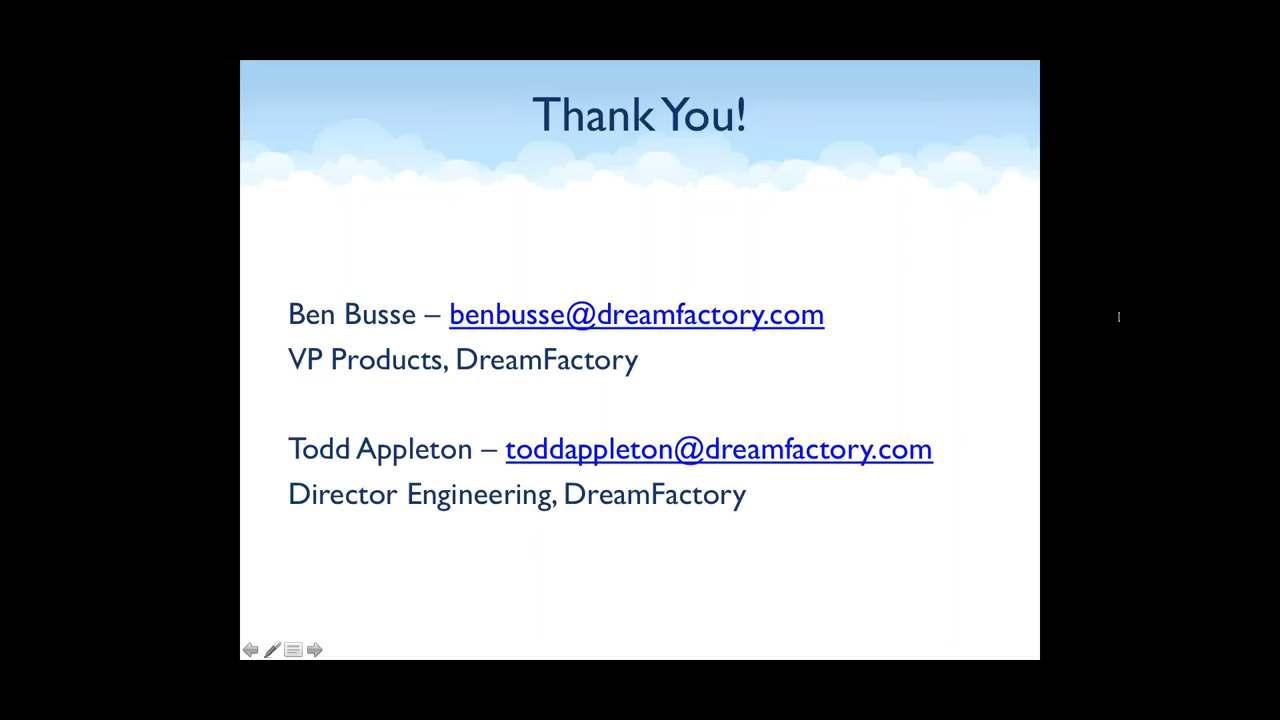 Thank You!
Ben Busse – benbusse@dreamfactory.com
VP Products, DreamFactory
Todd Appleton – toddappleton@dreamfactory.com
Director Engineering, DreamFactory